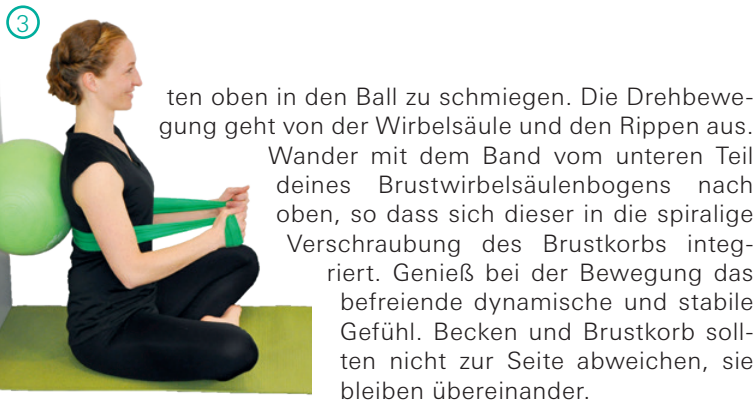 3
ten oben in den Ball zu schmiegen. Die Drehbewe-
gung geht von der Wirbelsäule und den Rippen aus.
Wander mit dem Band vom unteren Teil
deines Brustwirbelsäulenbogens nach
oben, so dass sich dieser in die spiralige
Verschraubung des Brustkorbs integ-
riert. Genieß bei der Bewegung das
befreiende dynamische und stabile
Gefühl. Becken und Brustkorb soll-
ten nicht zur Seite abweichen, sie
bleiben übereinander.